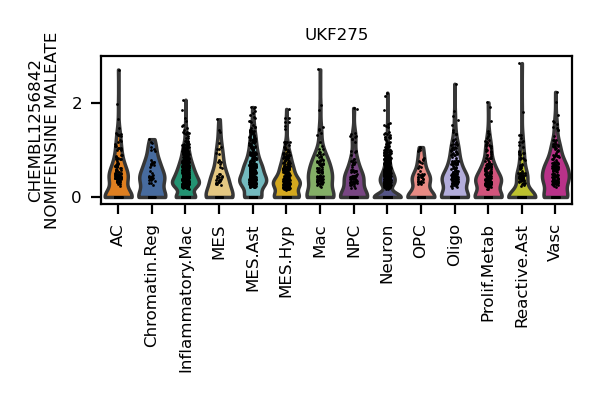 UKF275
CHEMBL1256842
NOMIFENSINE MALEATE
2
0
AC
Chromatin.Reg
Inflammatory.Mac
MES
MES.Ast
MES.Hyp
Mac
NPC
Neuron
OPC
Oligo
Prolif.Metab
Reactive.Ast
Vasc